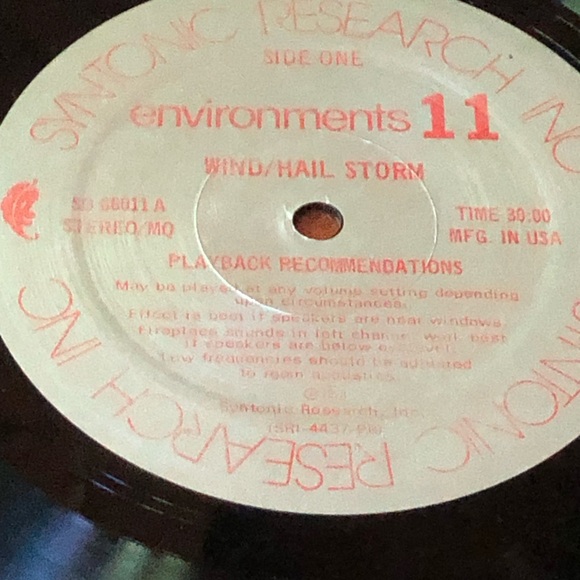 SYNTONIC RESEARCH INC
SIDE ONE
environments 11
WIND/HAIL STORM
SD 66011 A
STEREO/MQ
TIME 30:00
MFG. IN USA
PLAYBACK RECOMMENDATIONS
May be played at any volume setting depending
upon circumstances.
Effect is best if speakers are near windows.
Fireplace sounds in left channel work best
if speakers are below ear level.
Low frequencies should be adjusted
to room acoustics.
Syntonic Research, Inc.
SYNTONIC RESEARCH INC